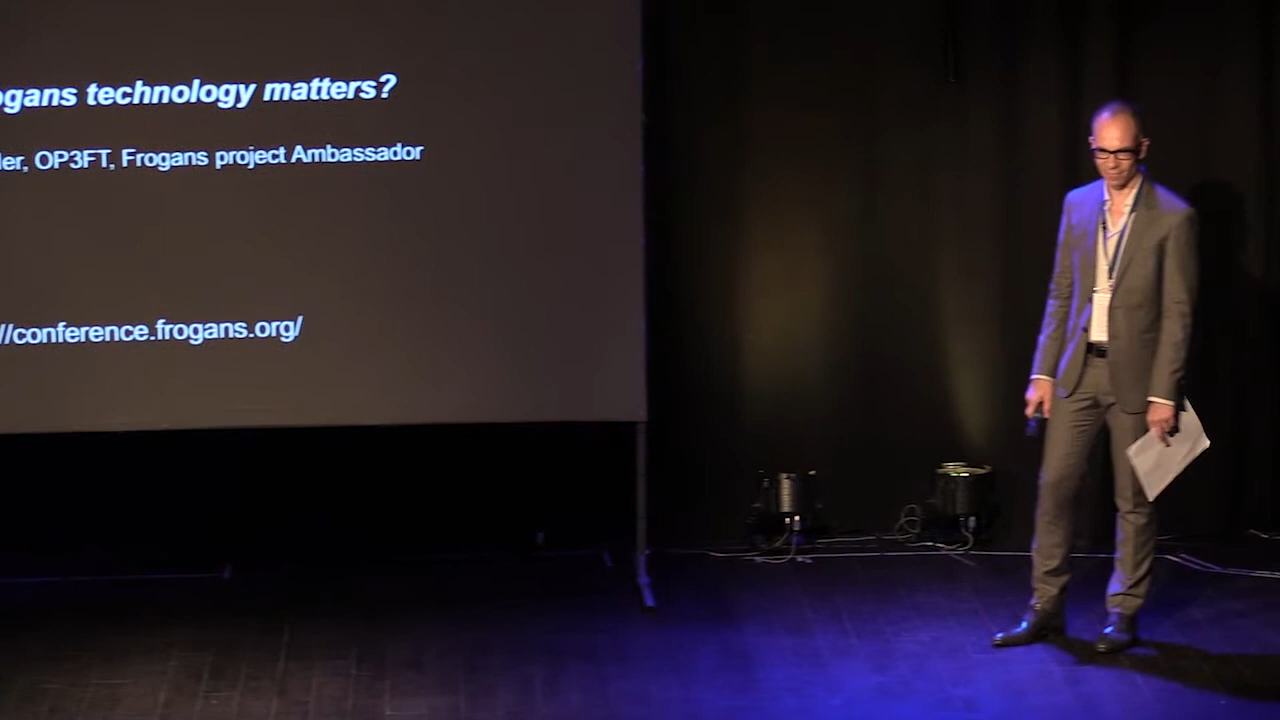 ogans technology matters?
ler, OP3FT, Frogans project Ambassador
//conference.frogans.org/